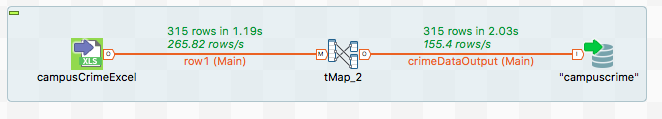 315 rows in 1.19s
265.82 rows/s
row1 (Main)
315 rows in 2.03s
155.4 rows/s
crimeDataOutput (Main)
XLS
O
M
O
I
campusCrimeExcel
tMap_2
"campuscrime"